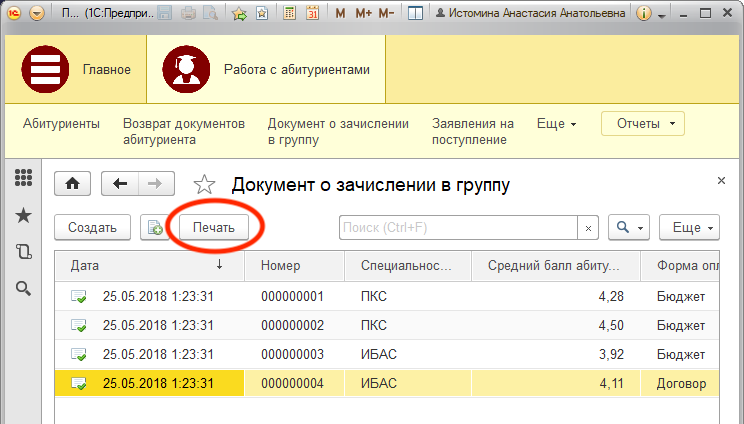 П... (1С:Предпри...
M M+ M−
Истомина Анастасия Анатольевна
Главное
Работа с абитуриентами
Абитуриенты
Возврат документов
абитуриента
Документ о зачислении
в группу
Заявления на
поступление
Еще
Отчеты
Документ о зачислении в группу
Создать
Печать
Поиск (Ctrl+F)
Еще
Дата Номер Специальнос... Средний балл абиту... Форма опл
25.05.2018 1:23:31 000000001 ПКС 4,28 Бюджет
25.05.2018 1:23:31 000000002 ПКС 4,50 Бюджет
25.05.2018 1:23:31 000000003 ИБАС 3,92 Бюджет
25.05.2018 1:23:31 000000004 ИБАС 4,11 Договор